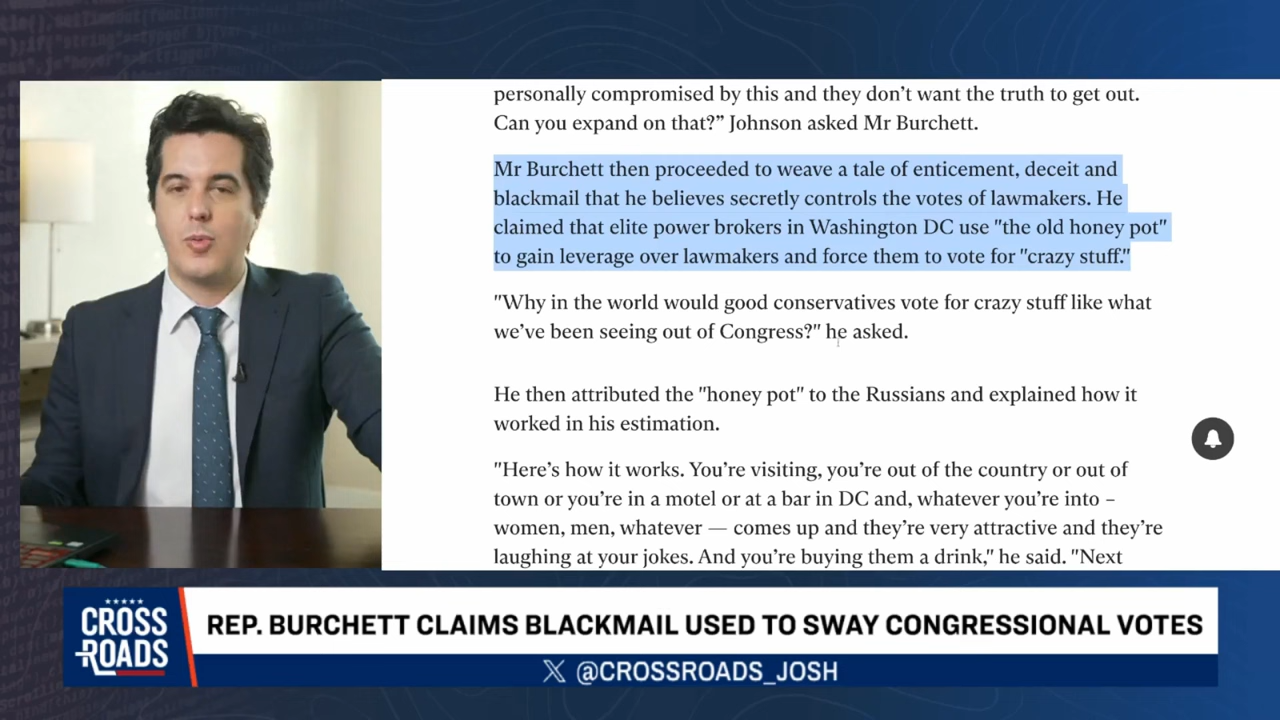 personally compromised by this and they don’t want the truth to get out.
Can you expand on that?” Johnson asked Mr Burchett.
Mr Burchett then proceeded to weave a tale of enticement, deceit and
blackmail that he believes secretly controls the votes of lawmakers. He
claimed that elite power brokers in Washington DC use "the old honey pot"
to gain leverage over lawmakers and force them to vote for "crazy stuff."
"Why in the world would good conservatives vote for crazy stuff like what
we’ve been seeing out of Congress?" he asked.
He then attributed the "honey pot" to the Russians and explained how it
worked in his estimation.
"Here’s how it works. You’re visiting, you’re out of the country or out of
town or you’re in a motel or at a bar in DC and, whatever you’re into –
women, men, whatever — comes up and they’re very attractive and they’re
laughing at your jokes. And you’re buying them a drink," he said. "Next
CROSS
ROADS
REP. BURCHETT CLAIMS BLACKMAIL USED TO SWAY CONGRESSIONAL VOTES
X @CROSSROADS_JOSH